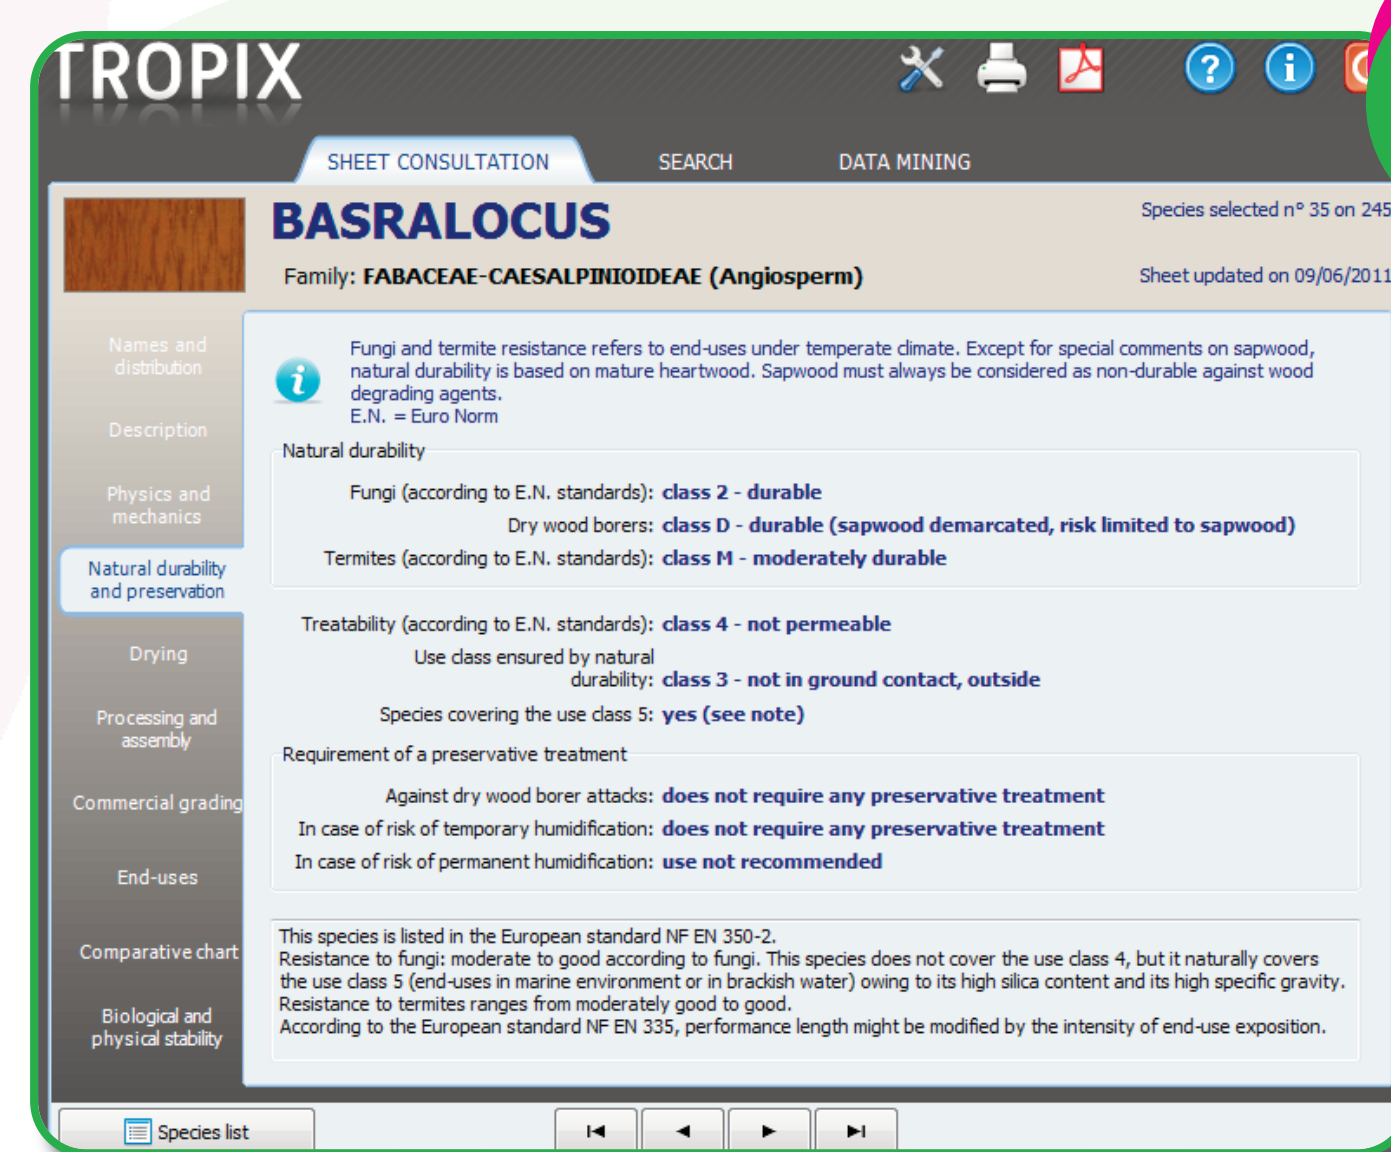 TROPIX
SHEET CONSULTATION
SEARCH
DATA MINING
BASRALOCUS
Species selected n° 35 on 245
Family: FABACEAE-CAESALPINIOIDEAE (Angiosperm)
Sheet updated on 09/06/2011
Names and
distribution
Description
Physics and
mechanics
Natural durability
and preservation
Drying
Processing and
assembly
Commercial grading
End-uses
Comparative chart
Biological and
physical stability
Fungi and termite resistance refers to end-uses under temperate climate. Except for special comments on sapwood,
natural durability is based on mature heartwood. Sapwood must always be considered as non-durable against wood
degrading agents.
E.N. = Euro Norm
Natural durability
Fungi (according to E.N. standards): class 2 - durable
Dry wood borers: class D - durable (sapwood demarcated, risk limited to sapwood)
Termites (according to E.N. standards): class M - moderately durable
Treatability (according to E.N. standards): class 4 - not permeable
Use class ensured by natural
durability: class 3 - not in ground contact, outside
Species covering the use class 5: yes (see note)
Requirement of a preservative treatment
Against dry wood borer attacks: does not require any preservative treatment
In case of risk of temporary humidification: does not require any preservative treatment
In case of risk of permanent humidification: use not recommended
This species is listed in the European standard NF EN 350-2.
Resistance to fungi: moderate to good according to fungi. This species does not cover the use class 4, but it naturally covers
the use class 5 (end-uses in marine environment or in brackish water) owing to its high silica content and its high specific gravity.
Resistance to termites ranges from moderately good to good.
According to the European standard NF EN 335, performance length might be modified by the intensity of end-use exposition.
Species list